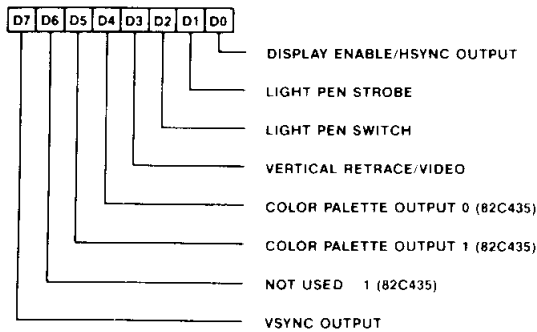 D7 D6 D5 D4 D3 D2 D1 D0
DISPLAY ENABLE/HSYNC OUTPUT
LIGHT PEN STROBE
LIGHT PEN SWITCH
VERTICAL RETRACE/VIDEO
COLOR PALETTE OUTPUT 0 (82C435)
COLOR PALETTE OUTPUT 1 (82C435)
NOT USED 1 (82C435)
VSYNC OUTPUT